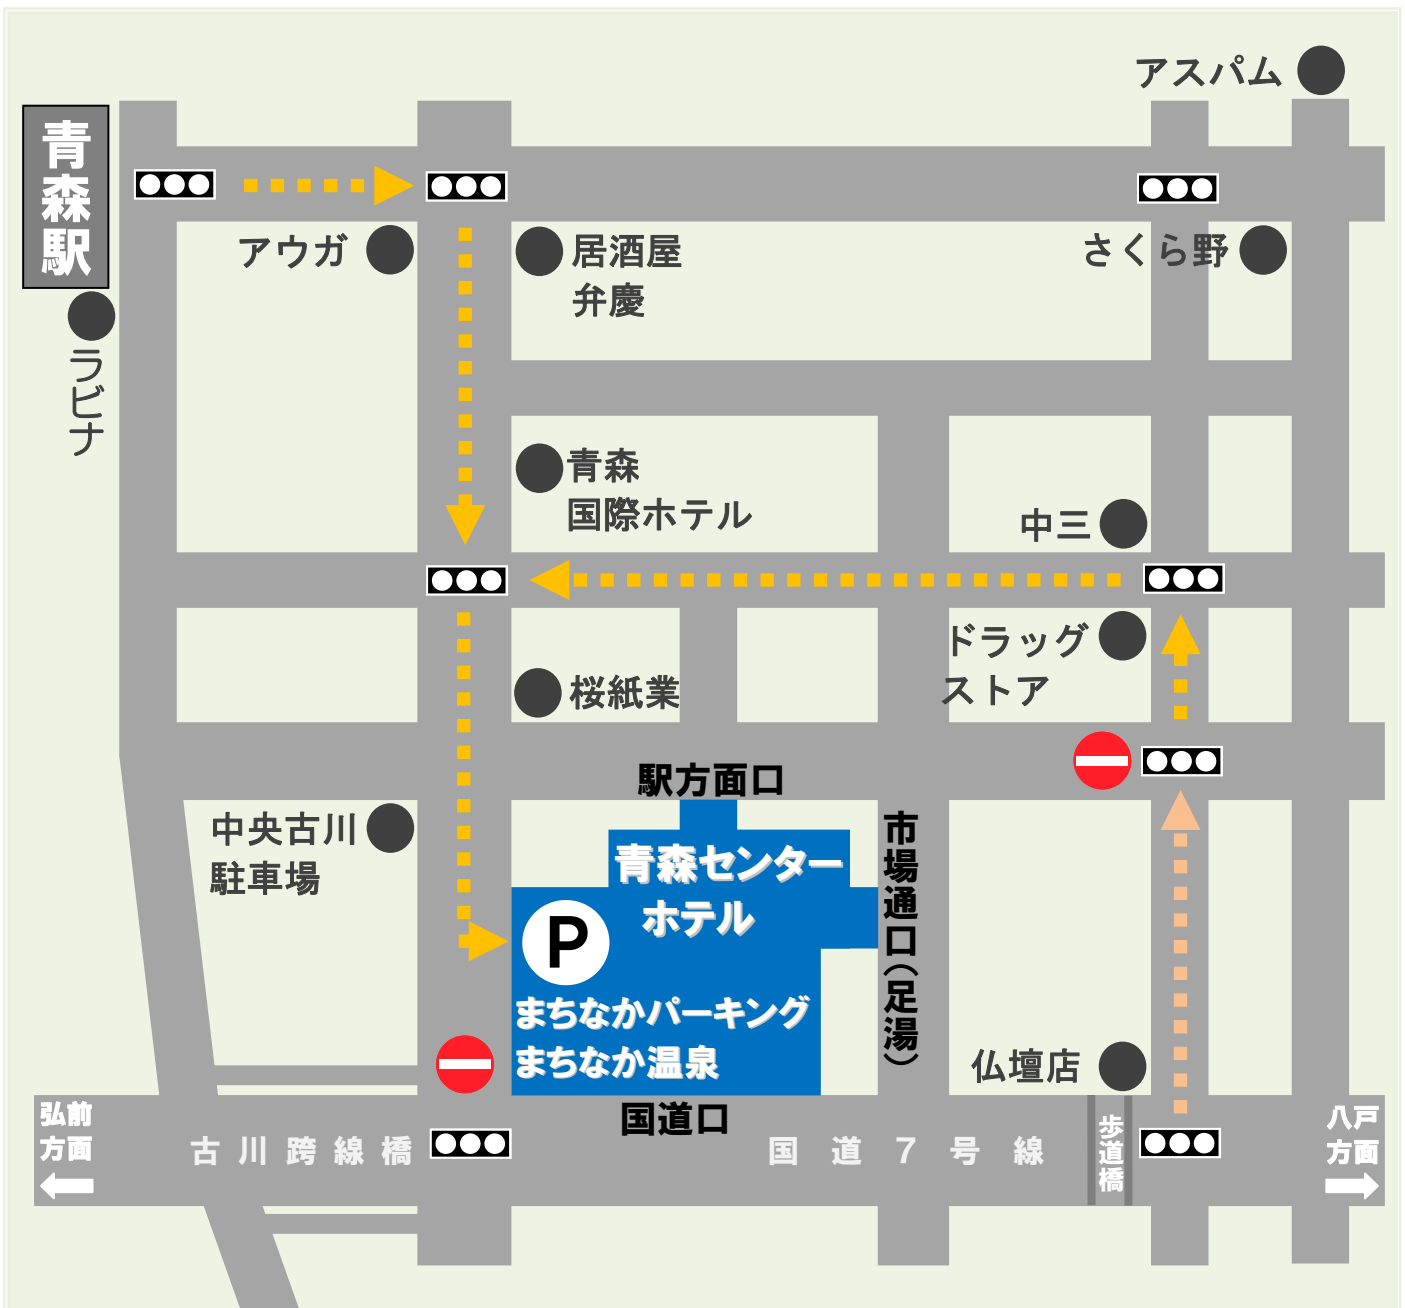 アスパム
青森駅
アウガ
居酒屋
弁慶
さくら野
ラビナ
青森
国際ホテル
中三
ドラッグ
ストア
桜紙業
駅方面口
中央古川
駐車場
青森センター
ホテル
市場通口(足湯)
P
まちなかパーキング
まちなか温泉
仏壇店
国道口
弘前
方面
古川跨線橋
国道7号線
歩道橋
八戸
方面